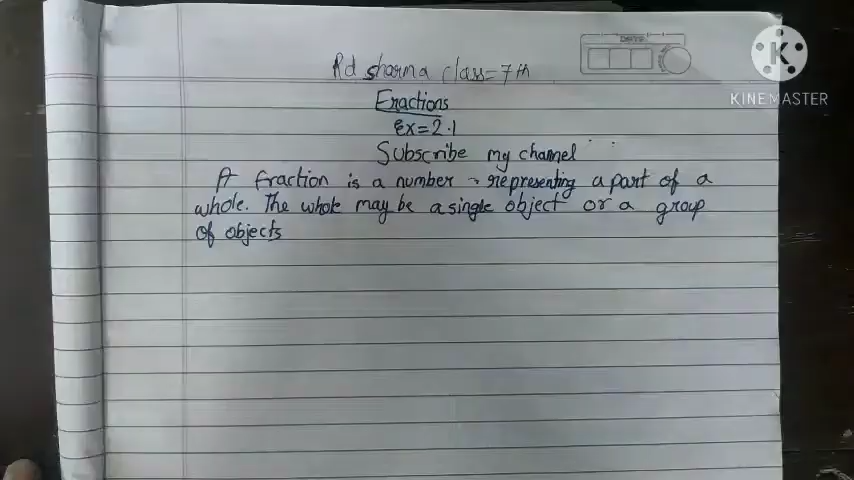 DATE
KINEMASTER
Rd sharma class=7th
Fractions
Ex=2.1
Subscribe my channel
A fraction is a number representing a part of a
whole. The whole may be a single object or a group
of objects